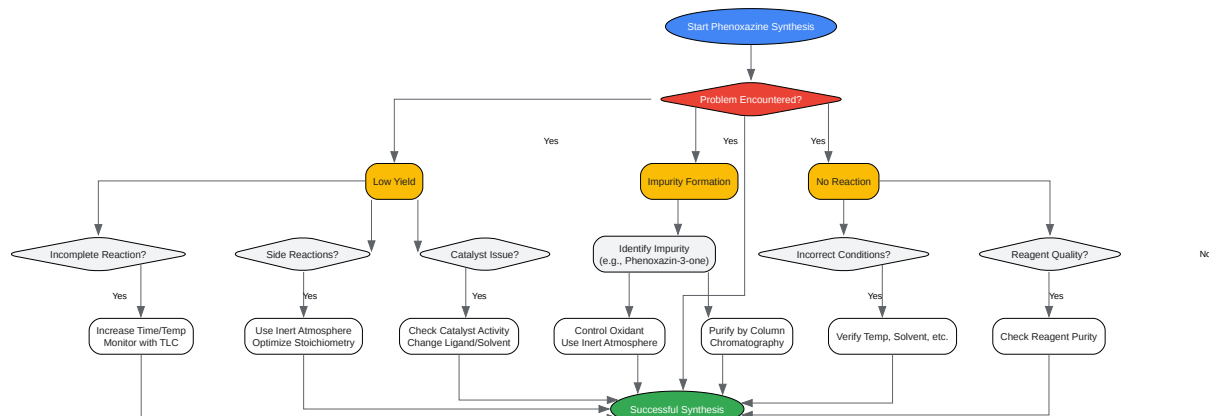 Start Phenoxazine Synthesis
Problem Encountered?
Yes
Yes
Yes
Low Yield
Impurity Formation
No Reaction
Incomplete Reaction?
Side Reactions?
Catalyst Issue?
Identify Impurity
(e.g., Phenoxazin-3-one)
Incorrect Conditions?
Reagent Quality?
Yes
Yes
Yes
Yes
Yes
Increase Time/Temp
Monitor with TLC
Use Inert Atmosphere
Optimize Stoichiometry
Check Catalyst Activity
Change Ligand/Solvent
Control Oxidant
Use Inert Atmosphere
Purify by Column
Chromatography
Verify Temp, Solvent, etc.
Check Reagent Purity
Successful Synthesis